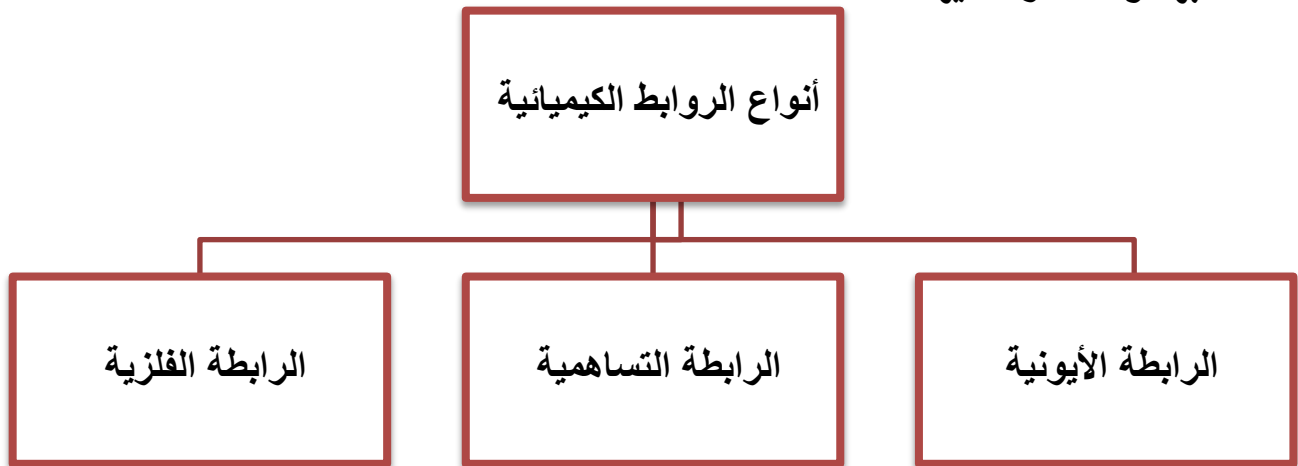 أنواع الروابط الكيميائية
الرابطة الأيونية
الرابطة التساهمية
الرابطة الفلزية